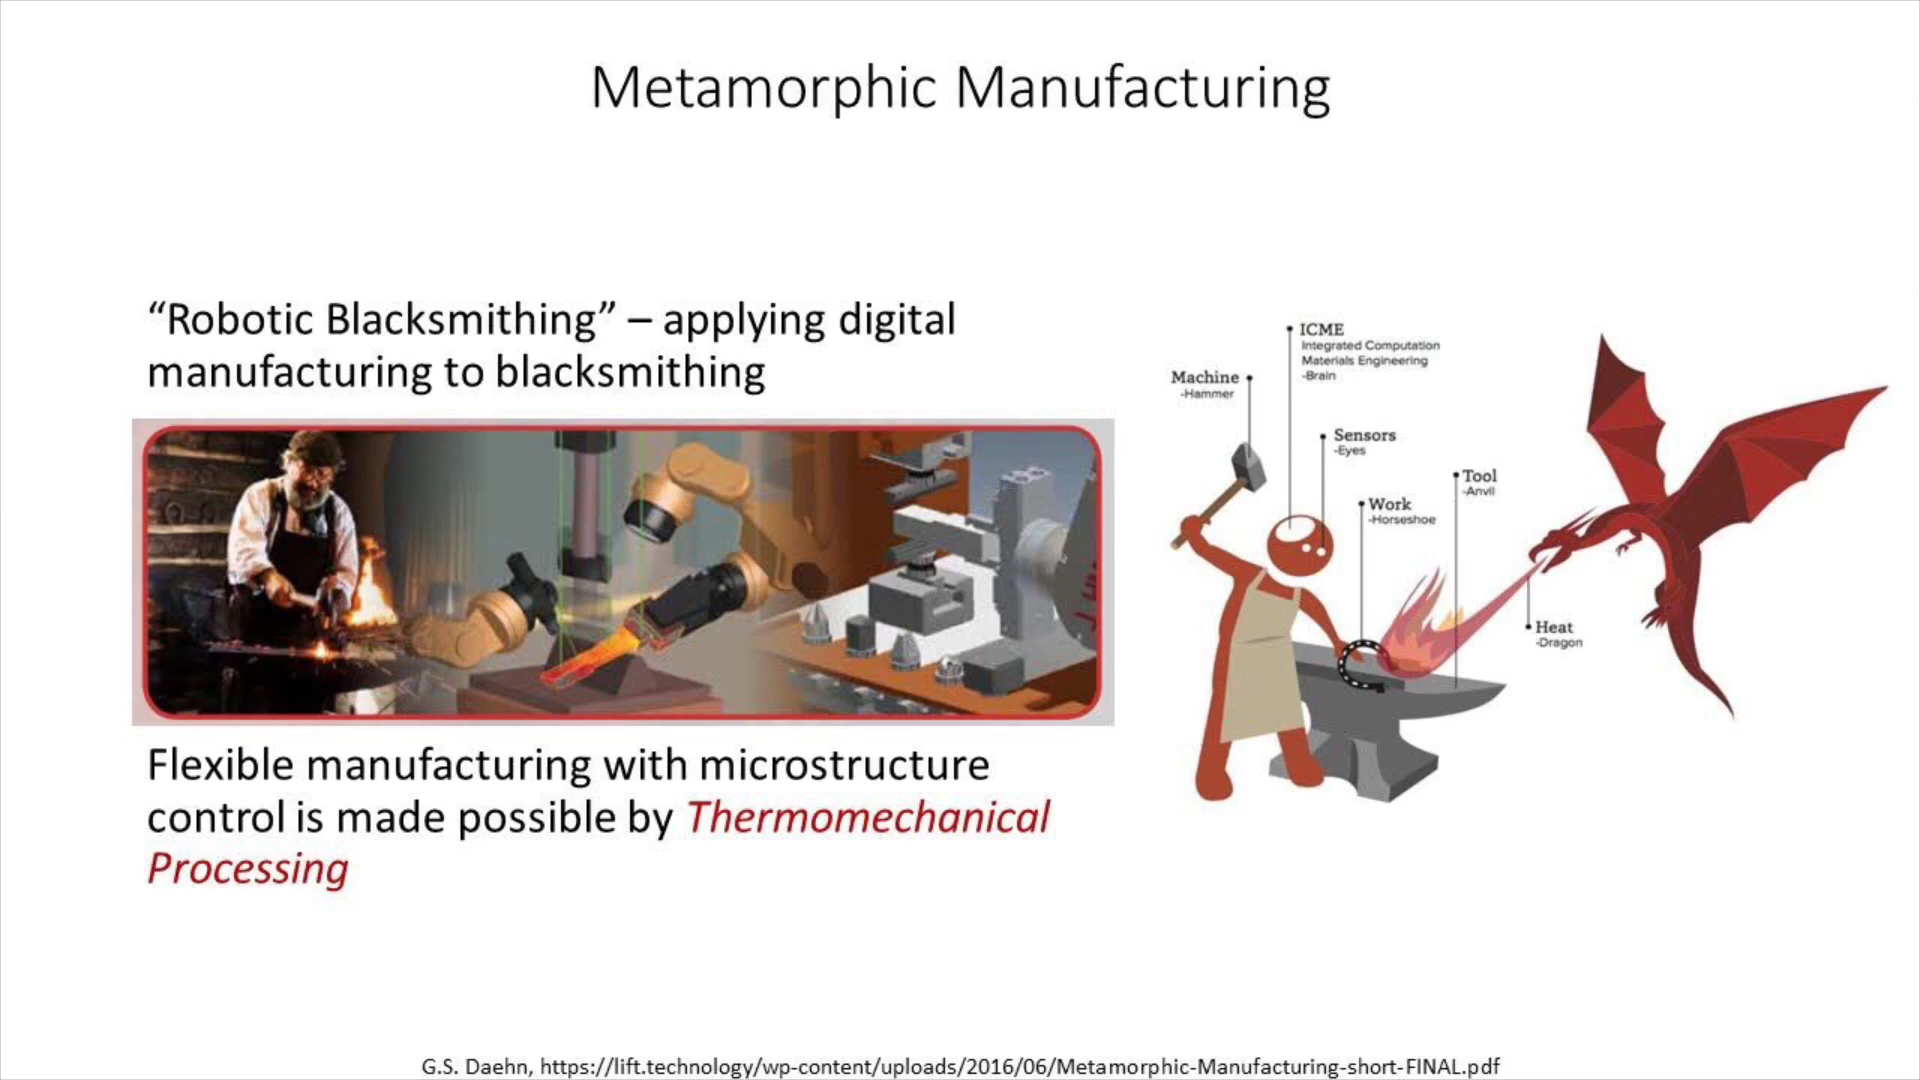 Metamorphic Manufacturing
“Robotic Blacksmithing” – applying digital
manufacturing to blacksmithing
ICME
Integrated Computation
Materials Engineering
-Brain
Machine
-Hammer
Sensors
-Eyes
Tool
-Anvil
Work
-Horseshoe
Heat
-Dragon
Flexible manufacturing with microstructure
control is made possible by Thermomechanical
Processing
G.S. Daehn, https://lift.technology/wp-content/uploads/2016/06/Metamorphic-Manufacturing-short-FINAL.pdf